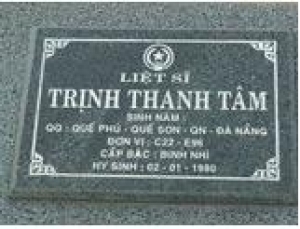 LIỆT SĨ
TRỊNH THANH TÂM
SINH NĂM :
QQ : QUẾ PHÚ - QUẾ SƠN - QN - ĐÀ NẴNG
ĐƠN VỊ : C22 - E96
CẤP BẬC : BINH NHÌ
HY SINH : 02 - 01 - 1980